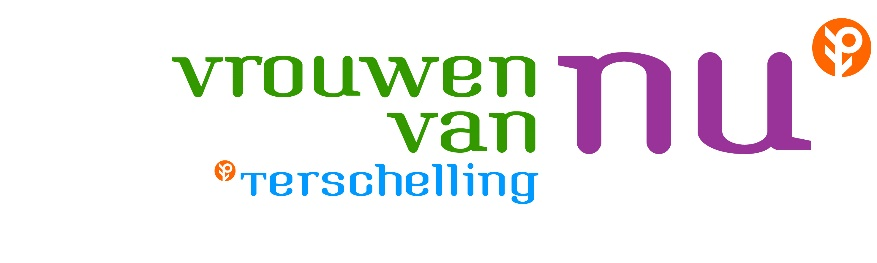 vrouwen
van nu
Terschelling